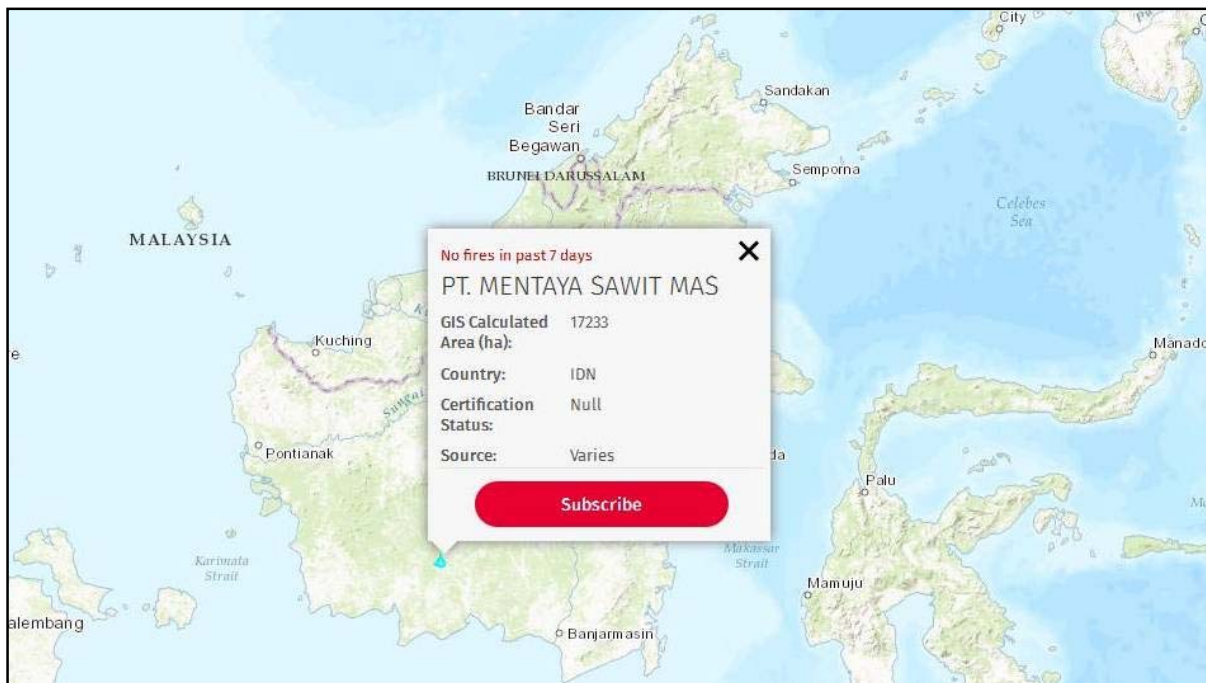 City
Sandakan
Bandar
Seri
Begawan
BRUNEI DARUSSALAM
Semporna
Celebes
Sea
MALAYSIA
No fires in past 7 days
PT. MENTAYA SAWIT MAS
GIS Calculated 17233
Area (ha):
Country: IDN
Certification Null
Status:
Source: Varies
Subscribe
Kuching
Manado
Sungai
Pontianak
da
Palu
Karimata
Strait
Makassar
Strait
Mamuju
alembang
Banjarmasin